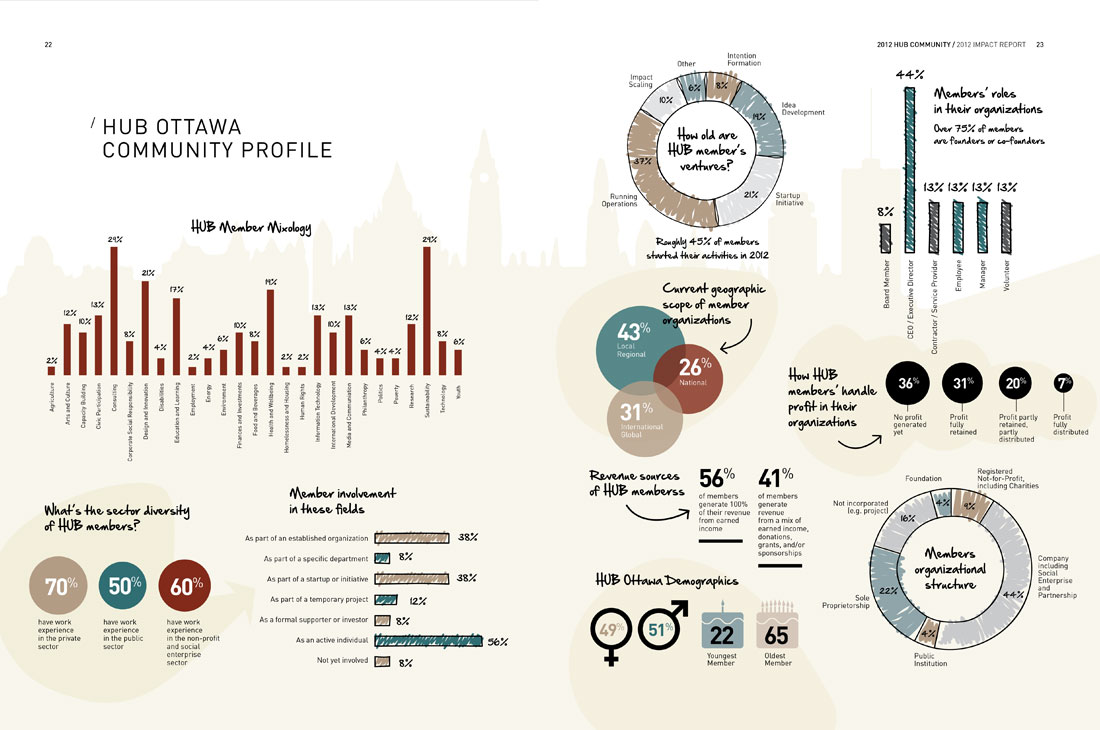 22
/ HUB OTTAWA
COMMUNITY PROFILE
HUB Member Mixology
2%
12%
10%
13%
29%
8%
21%
4%
17%
2%
4%
6%
10%
8%
19%
2%
2%
13%
10%
13%
6%
4%
4%
12%
29%
8%
6%
Agriculture
Arts and Culture
Capacity Building
Civic Participation
Consulting
Corporate Social Responsibility
Design and Innovation
Disabilities
Education and Learning
Employment
Energy
Environment
Finances and Investments
Food and Beverages
Health and Wellbeing
Homelessness and Housing
Human Rights
Information Technology
International Development
Media and Communication
Philanthropy
Politics
Poverty
Research
Sustainability
Technology
Youth
What's the sector diversity
of HUB members?
70%
have work
experience
in the private
sector
50%
have work
experience
in the public
sector
60%
have work
experience
in the non-profit
and social
enterprise
sector
Member involvement
in these fields
As part of an established organization 38%
As part of a specific department 8%
As part of a startup or initiative 38%
As part of a temporary project 12%
As a formal supporter or investor 8%
As an active individual 56%
Not yet involved 8%
2012 HUB COMMUNITY / 2012 IMPACT REPORT 23
How old are
HUB member's
ventures?
Other
6%
Intention
Formation
8%
Idea
Development
19%
Startup
Initiative
21%
Running
Operations
37%
Impact
Scaling
10%
Roughly 45% of members
started their activities in 2012
Members' roles
in their organizations
Over 75% of members
are founders or co-founders
8%
44%
13%
13%
13%
13%
Board Member
CEO / Executive Director
Contractor / Service Provider
Employee
Manager
Volunteer
Current geographic
scope of member
organizations
43%
Local
Regional
26%
National
31%
International
Global
How HUB
members' handle
profit in their
organizations
36%
No profit
generated
yet
31%
Profit
fully
retained
20%
Profit partly
retained,
partly
distributed
7%
Profit
fully
distributed
Revenue sources
of HUB memberss
56%
of members
generate 100%
of their revenue
from earned
income
41%
of members
generate
revenue
from a mix of
earned income,
donations,
grants, and/or
sponsorships
HUB Ottawa Demographics
49%
51%
22
Youngest
Member
65
Oldest
Member
Members
organizational
structure
Foundation
4%
Registered
Not-for-Profit,
including Charities
9%
Company
including
Social
Enterprise
and
Partnership
44%
Public
Institution
4%
Sole
Proprietorship
22%
Not incorporated
(e.g. project)
16%